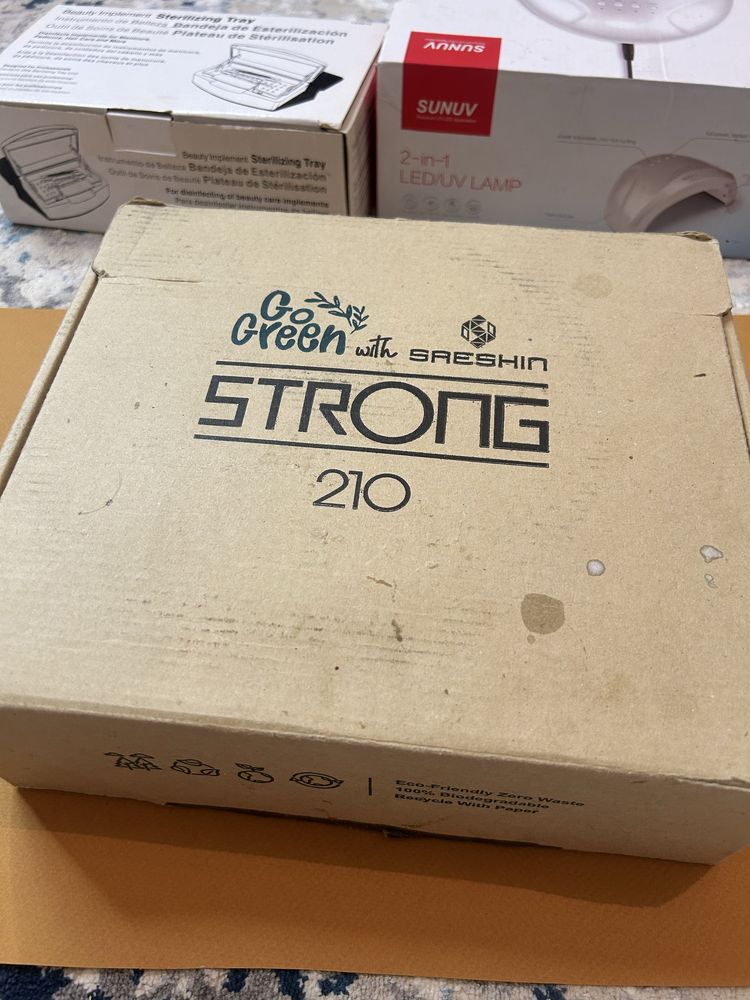 Beauty Implement Sterilizing Tray
Instrumento de Belleza Bandeja de Esterilización
Outil de Soins de Beauté Plateau de Stérilisation
Beauty Implement Sterilizing Tray
Instrumento de Belleza Bandeja de Esterilización
Outil de Soins de Beauté Plateau de Stérilisation
For disinfecting of beauty care implements
SUNUV
SUNUV
2-in-1
LED/UV LAMP
Go
Green with SAESHIN
STRONG
210
Eco-Friendly Zero Waste
100% Biodegradable
Recycle With Paper